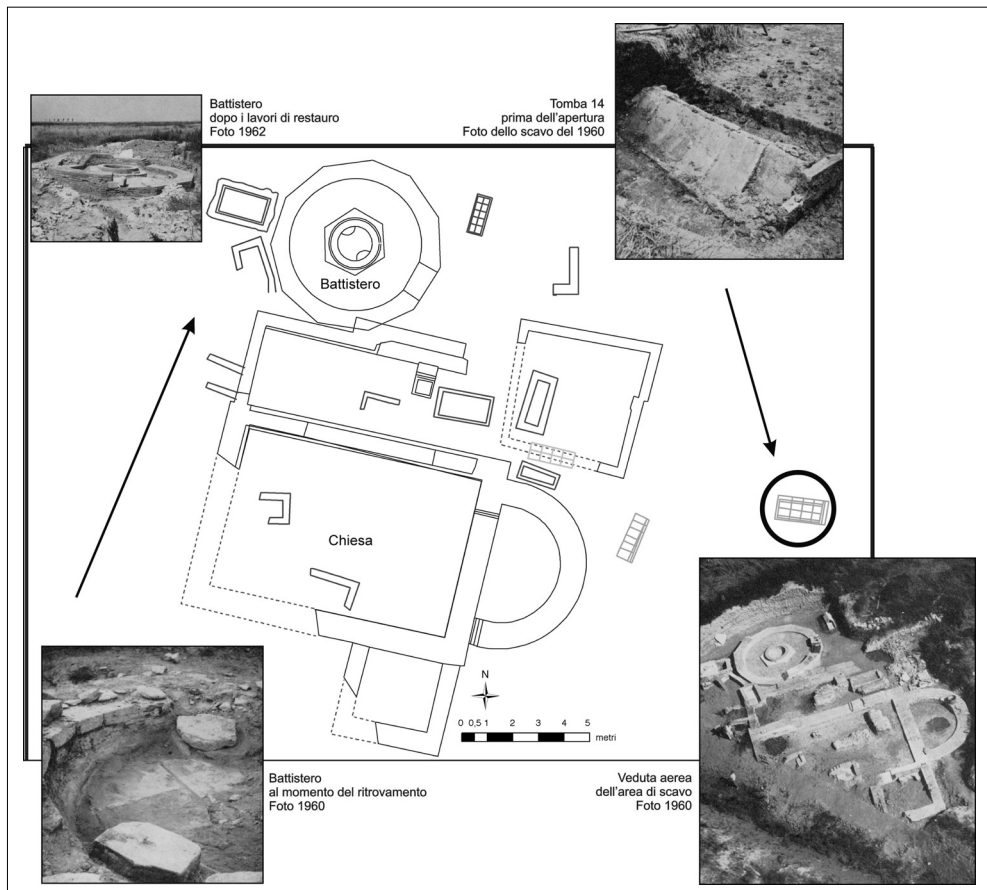 Battistero
dopo i lavori di restauro
Foto 1962
Tomba 14
prima dell'apertura
Foto dello scavo del 1960
Battistero
Chiesa
N
0 0,5 1 2 3 4 5
metri
Battistero
al momento del ritrovamento
Foto 1960
Veduta aerea
dell'area di scavo
Foto 1960